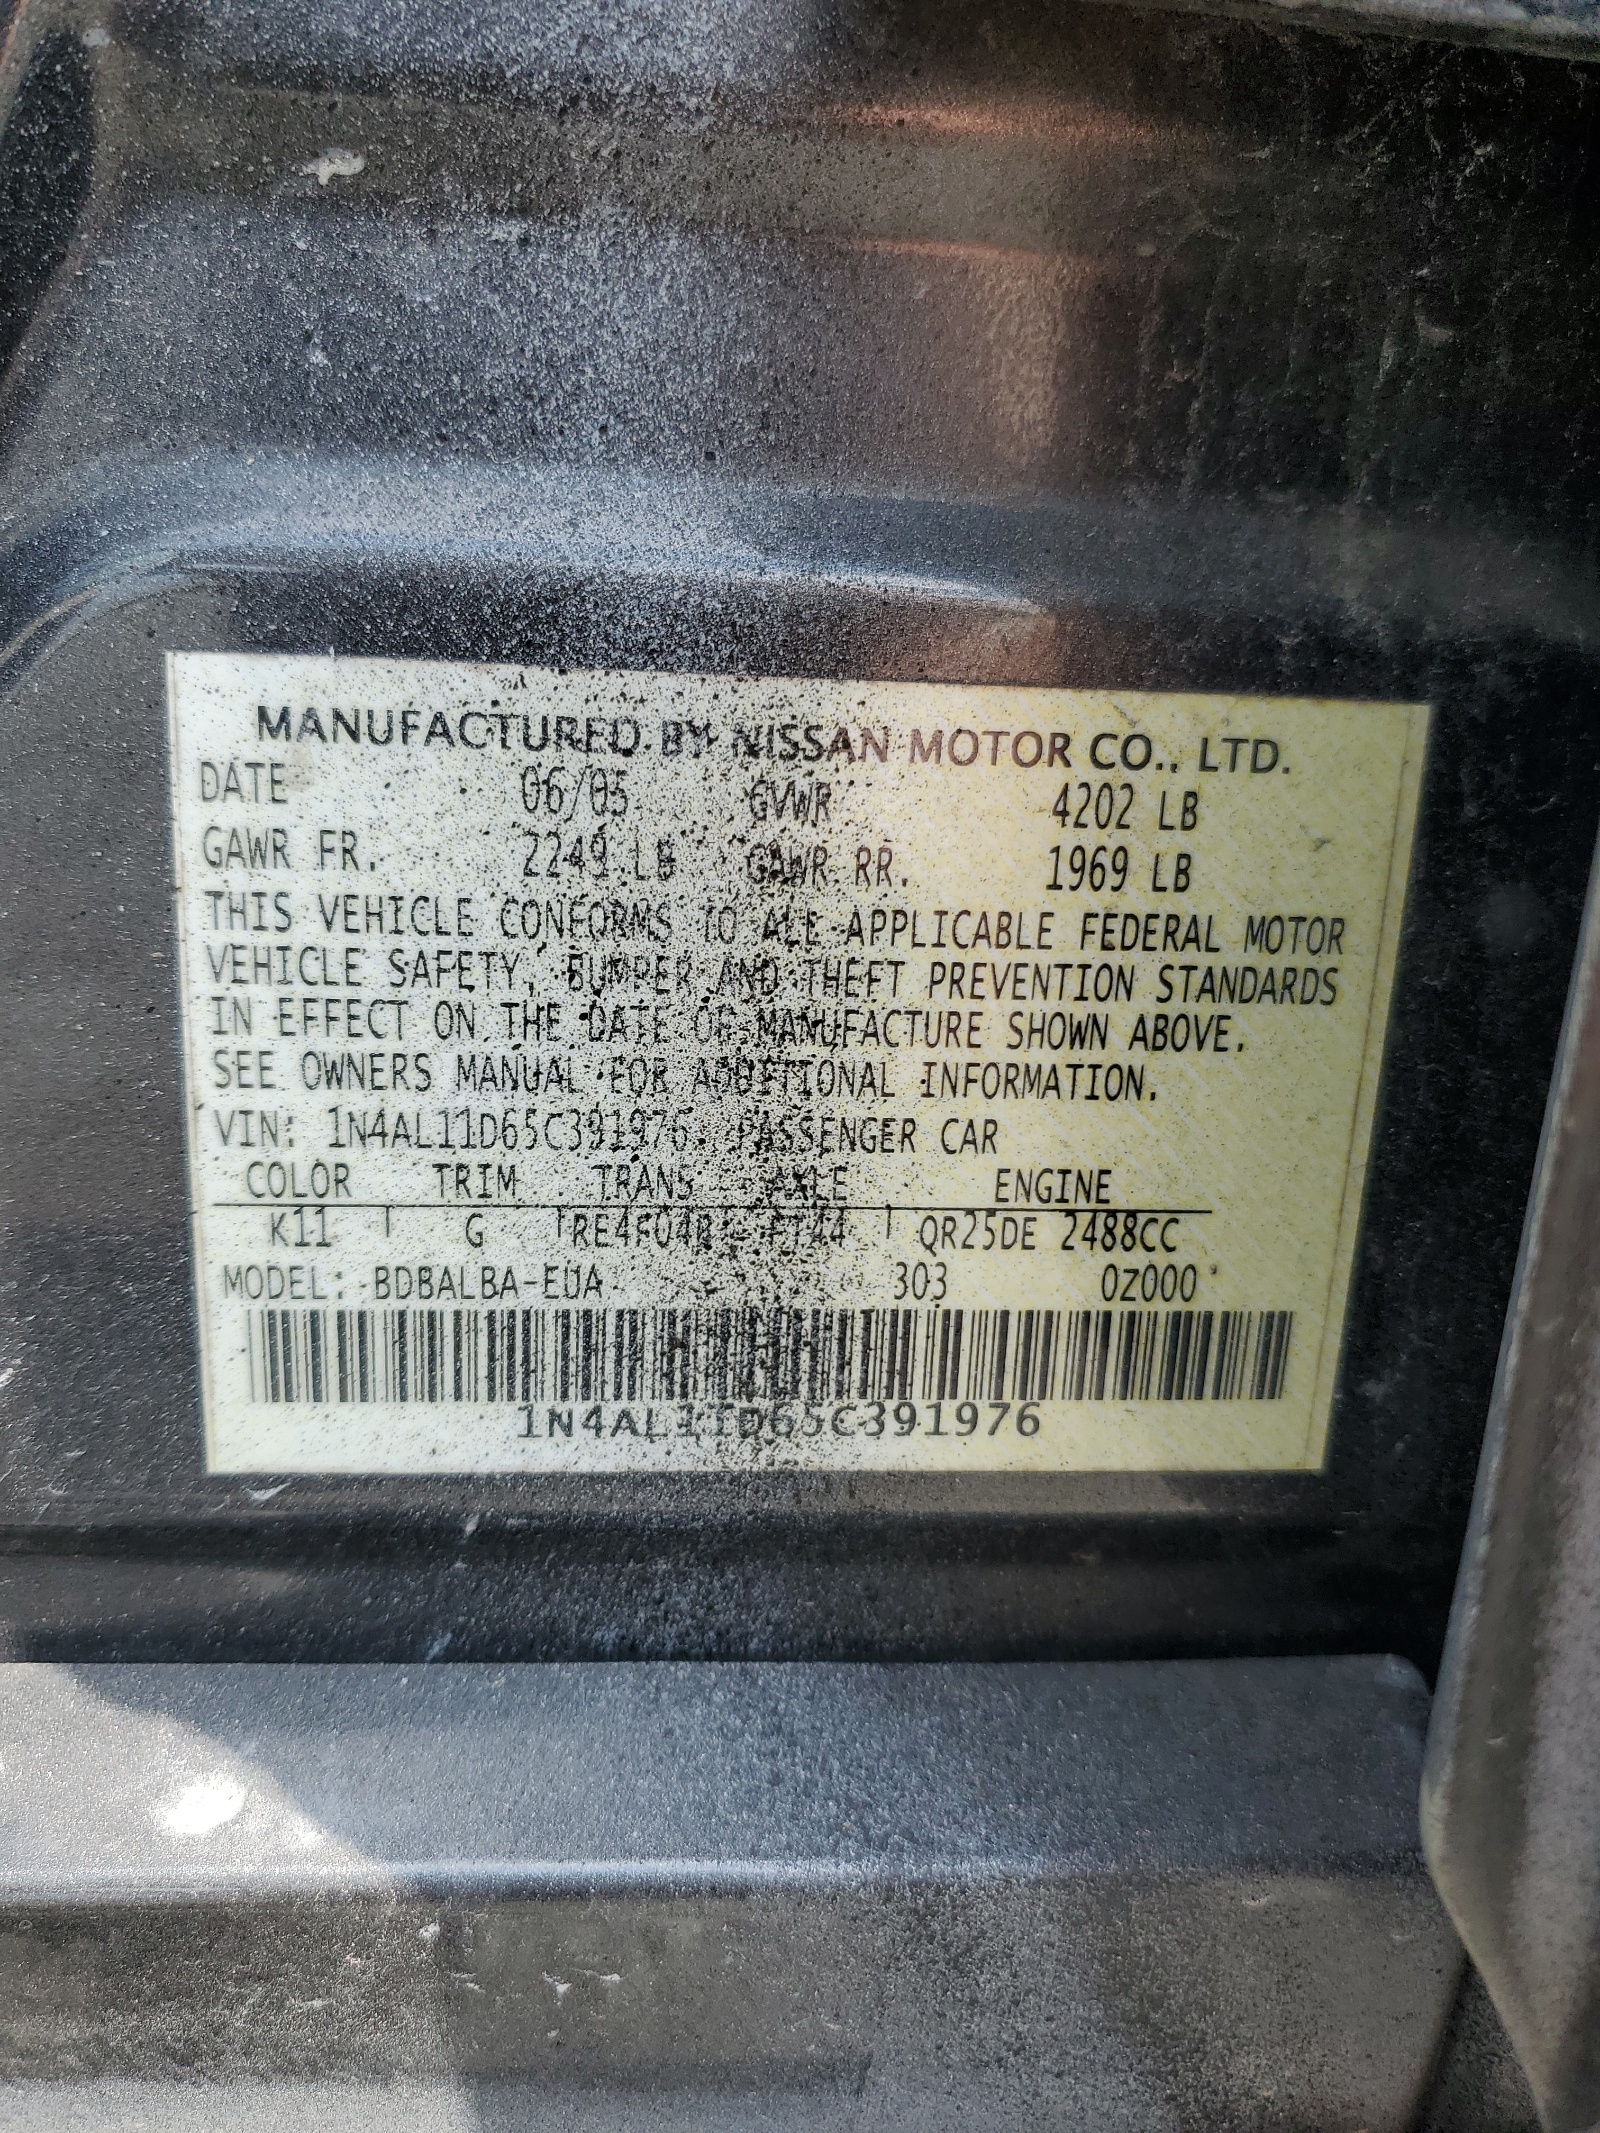 MANUFACTURED BY NISSAN MOTOR CO., LTD.
DATE 06/05 GVWR 4202 LB
GAWR FR. 2249 LB GAWR RR. 1969 LB
THIS VEHICLE CONFORMS TO ALL APPLICABLE FEDERAL MOTOR
VEHICLE SAFETY, BUMPER AND THEFT PREVENTION STANDARDS
IN EFFECT ON THE DATE OF MANUFACTURE SHOWN ABOVE.
SEE OWNERS MANUAL FOR ADDITIONAL INFORMATION.
VIN: 1N4AL11D65C391976 PASSENGER CAR
COLOR TRIM TRANS AXLE ENGINE
K11 G RE4F04B FT44 QR25DE 2488CC
MODEL: BDBALBA-EUA 303 0Z000
1N4AL11D65C391976